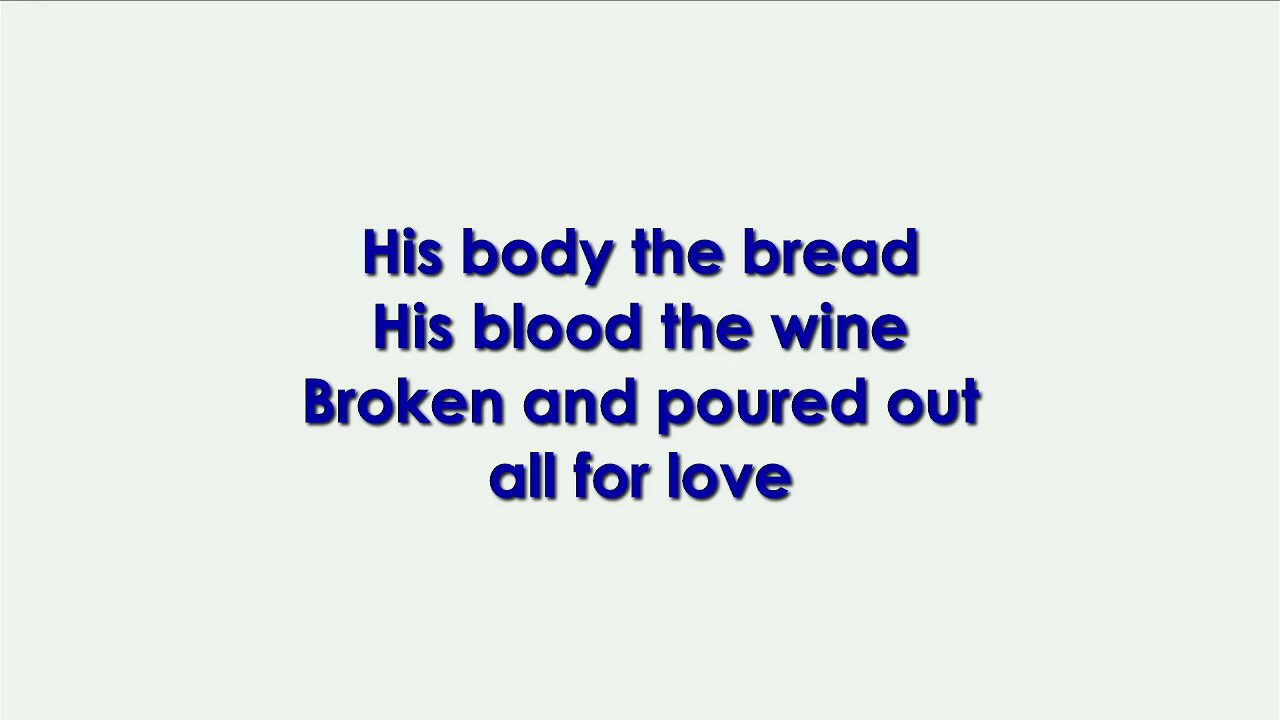 His body the bread
His blood the wine
Broken and poured out
all for love